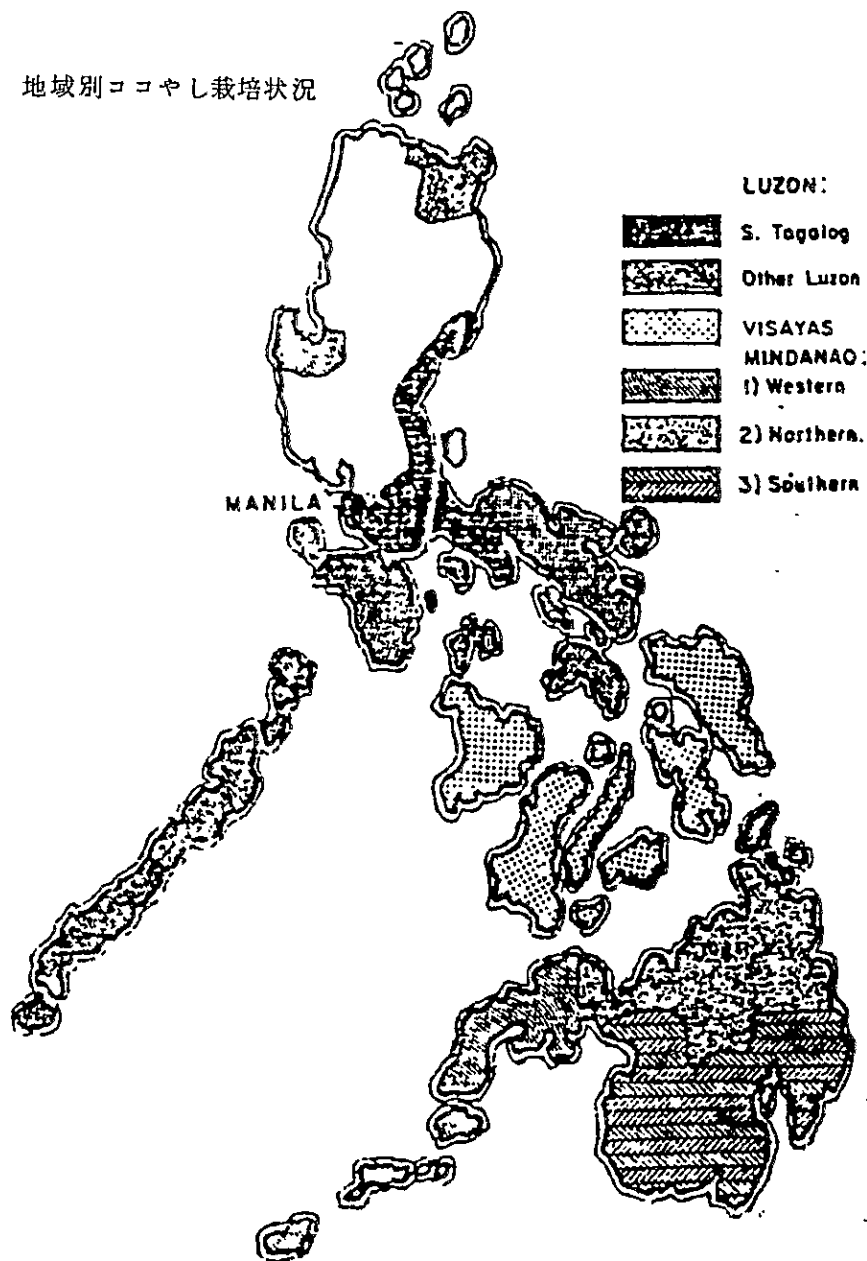 地域別ココやし栽培状況
LUZON:
S. Tagalog
Other Luzon
VISAYAS
MINDANAO:
1) Western
2) Northern.
3) Southern
MANILA